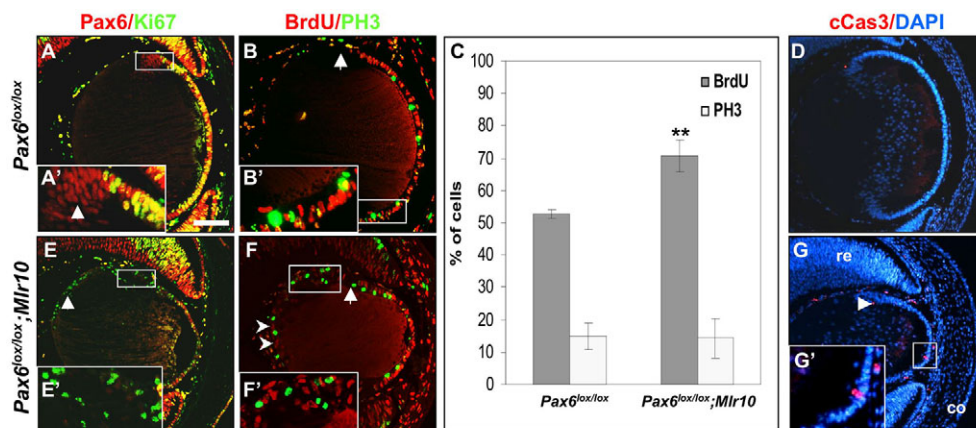 Pax6/Ki67
BrdU/PH3
cCas3/DAPI
Pax6lox/lox
A
A'
B
B'
C
% of cells
100
90
80
70
60
50
40
30
20
10
0
BrdU
PH3
**
Pax6lox/lox
Pax6lox/lox;Mlr10
D
Pax6lox/lox;Mlr10
E
E'
F
F'
G
re
G'
co